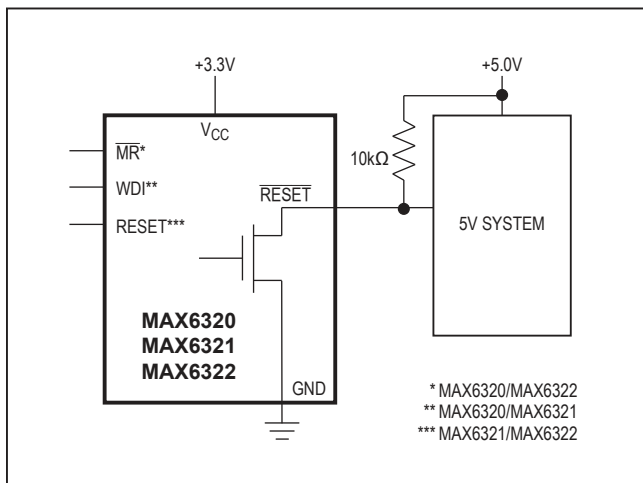 +3.3V
+5.0V
VCC
MR*
WDI**
RESET***
RESET
10kΩ
5V SYSTEM
MAX6320
MAX6321
MAX6322
GND
* MAX6320/MAX6322
** MAX6320/MAX6321
*** MAX6321/MAX6322